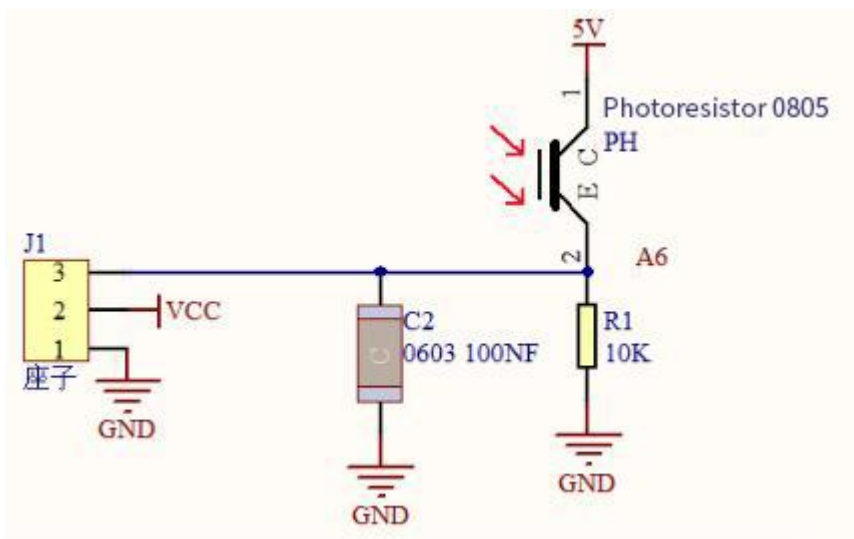 5V
1
Photoresistor 0805
PH
C
E
2
A6
J1
3
2
VCC
1
座子
GND
C2
C
0603 100NF
GND
R1
10K
GND